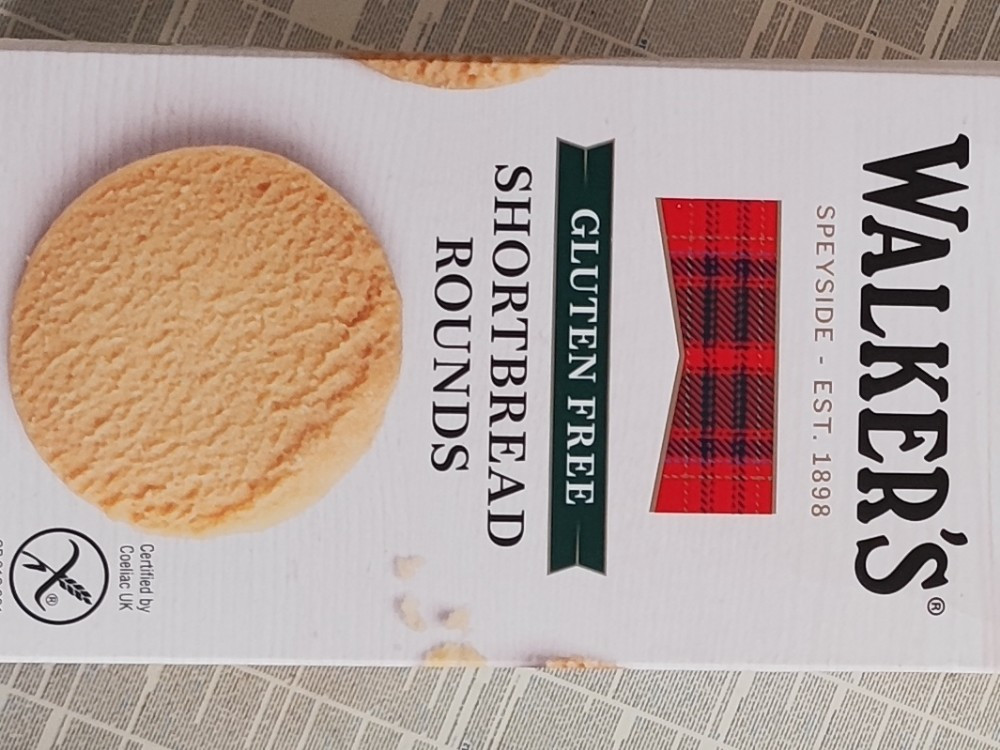 WALKER'S®
SPEYSIDE - EST. 1898
GLUTEN FREE
SHORTBREAD
ROUNDS
Certified by
Coeliac UK
®